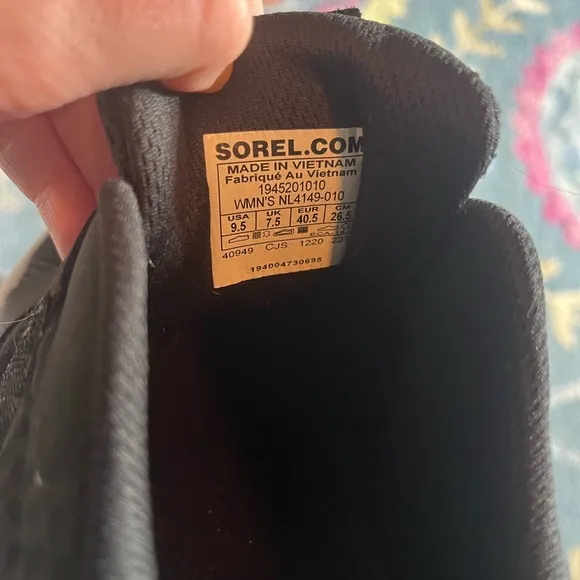 SOREL.COM
MADE IN VIETNAM
Fabriqué Au Vietnam
1945201010
WMN'S NL4149-010
USA UK EUR CM
9.5 7.5 40.5 26.5
40949 CJS 1220
194004730695